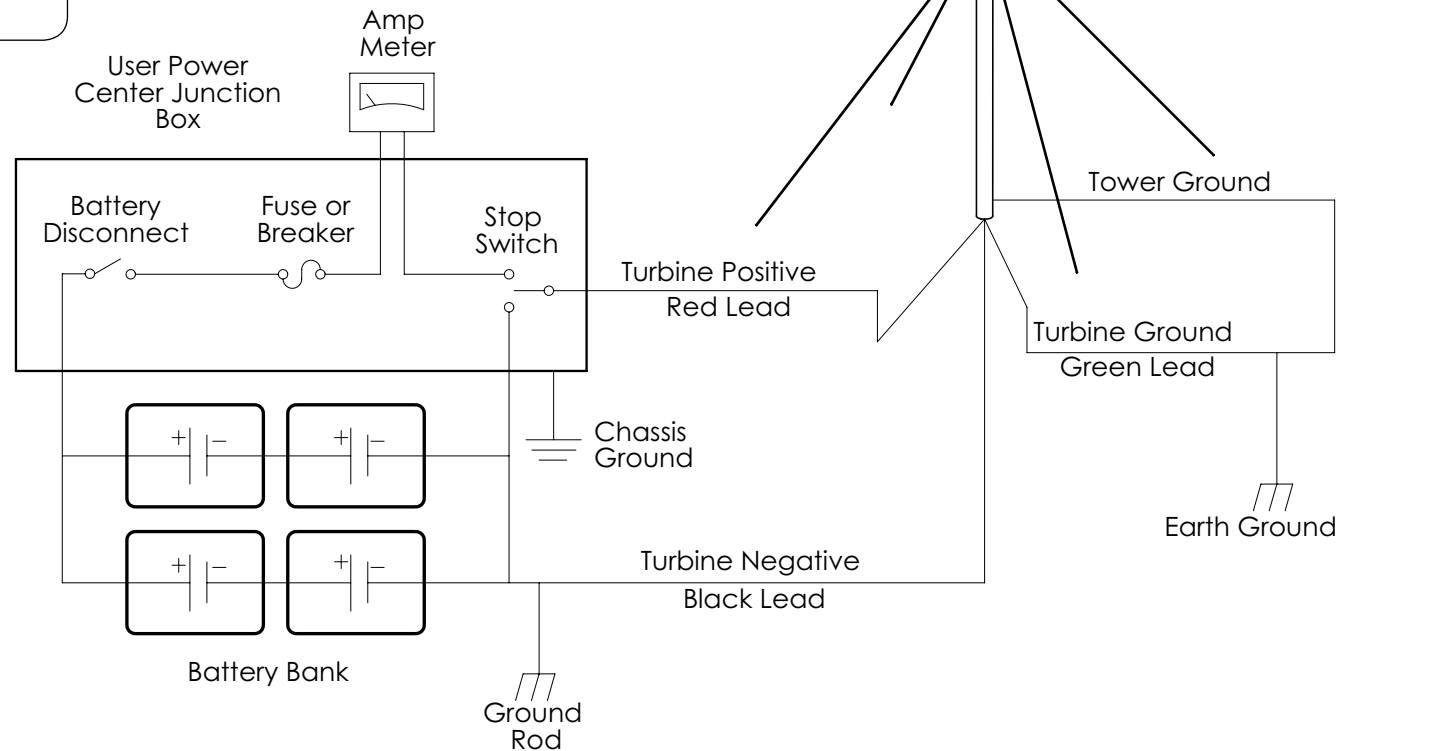 Amp
Meter
User Power
Center Junction
Box
Battery
Disconnect
Fuse or
Breaker
Stop
Switch
Tower Ground
Turbine Positive
Red Lead
Turbine Ground
Green Lead
+ − + −
Chassis
Ground
Earth Ground
+ − + −
Turbine Negative
Black Lead
Battery Bank
Ground
Rod